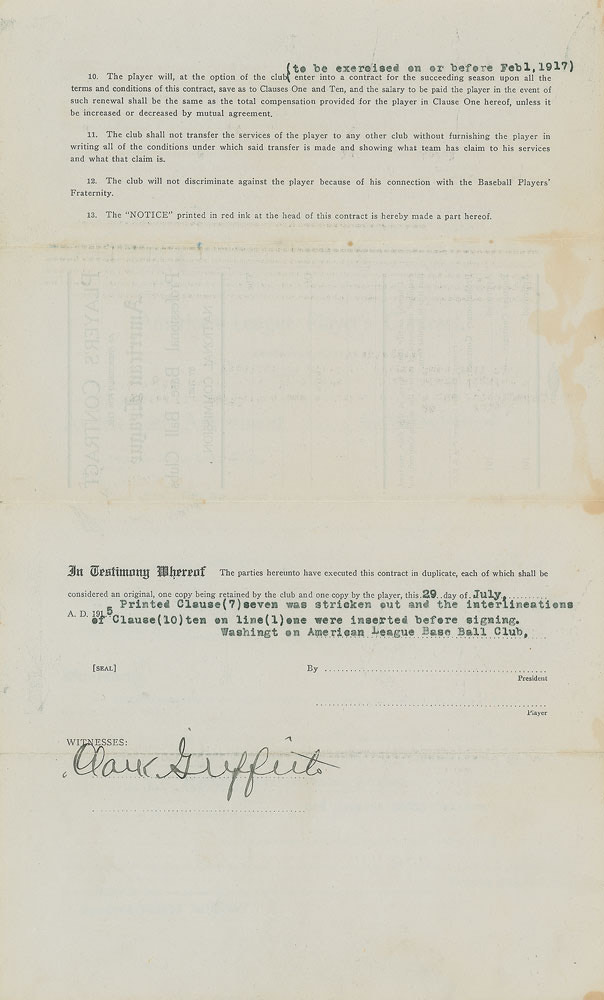 (to be exercised on or before Feb1,1917)
10. The player will, at the option of the club( enter into a contract for the succeeding season upon all the
terms and conditions of this contract, save as to Clauses One and Ten, and the salary to be paid the player in the event of
such renewal shall be the same as the total compensation provided for the player in Clause One hereof, unless it
be increased or decreased by mutual agreement.
11. The club shall not transfer the services of the player to any other club without furnishing the player in
writing all of the conditions under which said transfer is made and showing what team has claim to his services
and what that claim is.
12. The club will not discriminate against the player because of his connection with the Baseball Players'
Fraternity.
13. The "NOTICE" printed in red ink at the head of this contract is hereby made a part hereof.
PLAYER'S CONTRACT
American League
Professional Base Ball Clubs
In Testimony Whereof The parties hereunto have executed this contract in duplicate, each of which shall be
considered an original, one copy being retained by the club and one copy by the player, this 29 day of July,
A. D. 1915 Printed Clause(7)seven was stricken out and the interlineations
of Clause(10)ten on line(1)one were inserted before signing.
Washington American League Base Ball Club,
[SEAL] By
President
Player
WITNESSES:
Clark Griffith